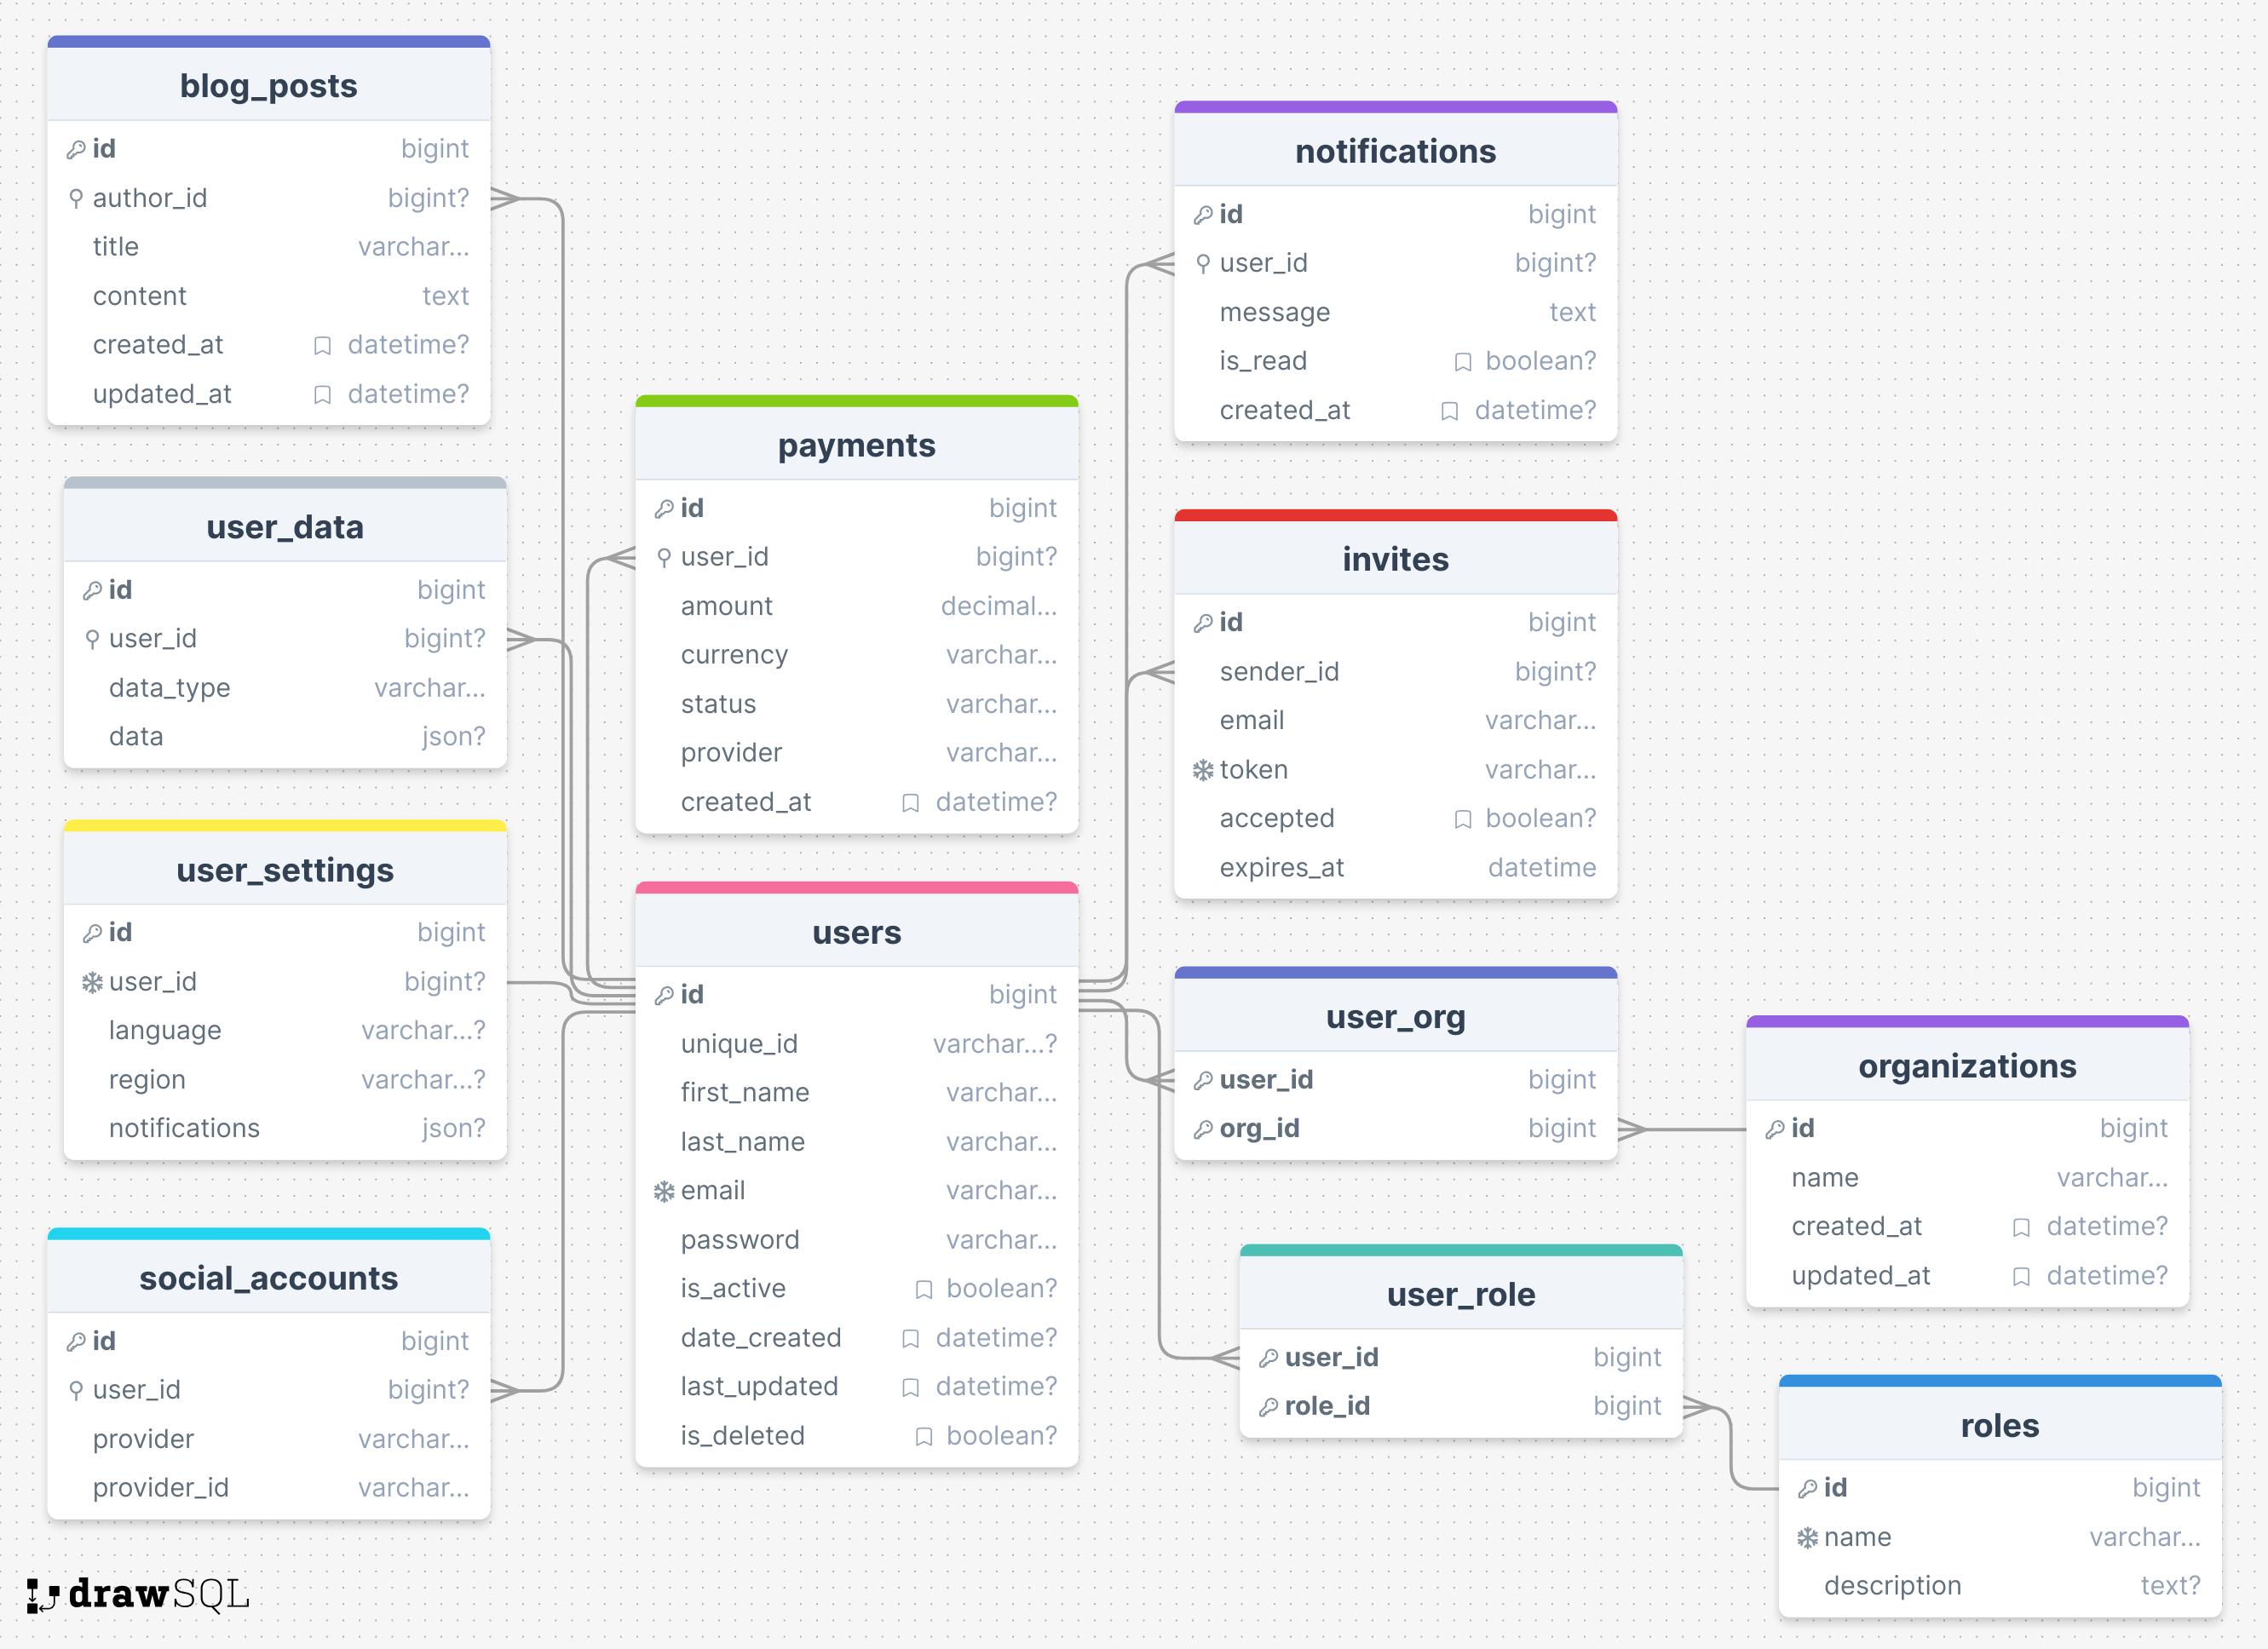 blog_posts
id bigint
author_id bigint?
title varchar...
content text
created_at datetime?
updated_at datetime?
user_data
id bigint
user_id bigint?
data_type varchar...
data json?
user_settings
id bigint
user_id bigint?
language varchar...?
region varchar...?
notifications json?
social_accounts
id bigint
user_id bigint?
provider varchar...
provider_id varchar...
payments
id bigint
user_id bigint?
amount decimal...
currency varchar...
status varchar...
provider varchar...
created_at datetime?
users
id bigint
unique_id varchar...?
first_name varchar...
last_name varchar...
email varchar...
password varchar...
is_active boolean?
date_created datetime?
last_updated datetime?
is_deleted boolean?
notifications
id bigint
user_id bigint?
message text
is_read boolean?
created_at datetime?
invites
id bigint
sender_id bigint?
email varchar...
token varchar...
accepted boolean?
expires_at datetime
user_org
user_id bigint
org_id bigint
user_role
user_id bigint
role_id bigint
organizations
id bigint
name varchar...
created_at datetime?
updated_at datetime?
roles
id bigint
name varchar...
description text?
drawSQL